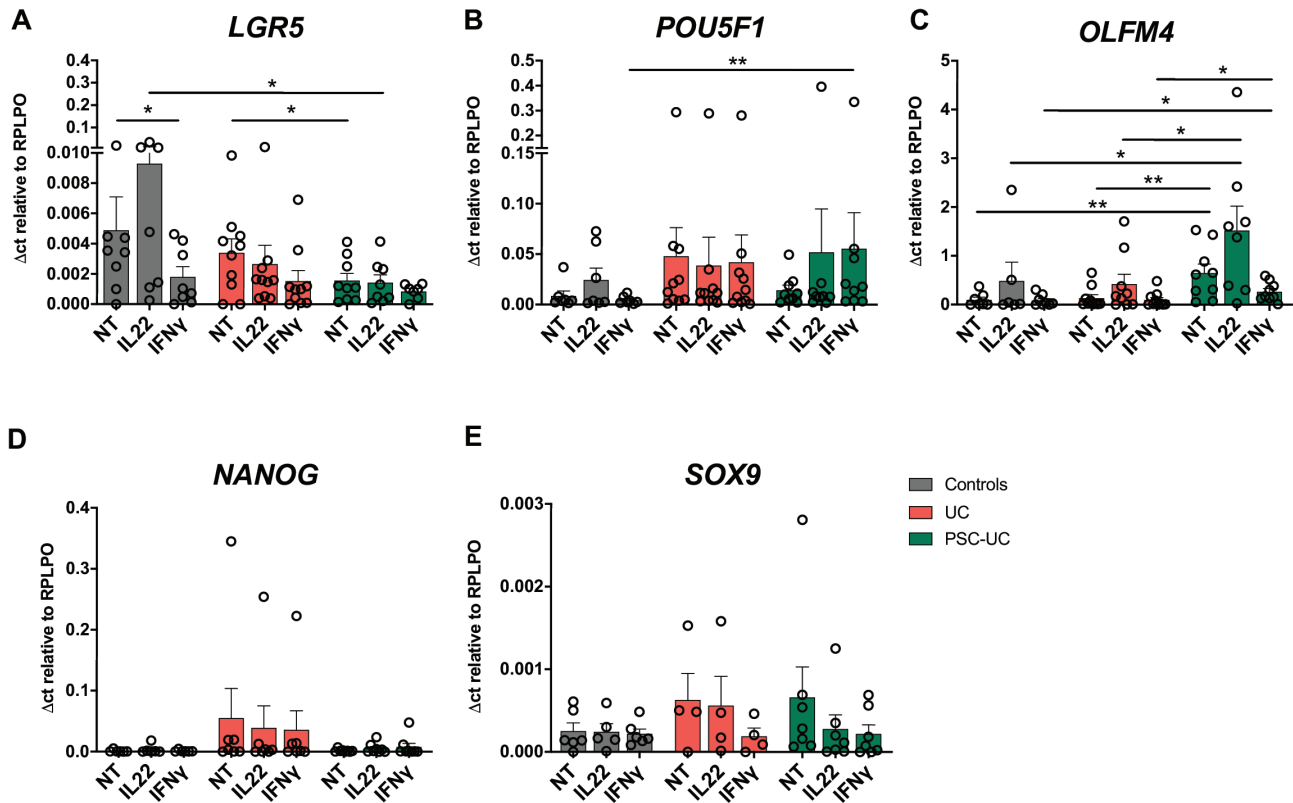 A
LGR5
Δct relative to RPLPO
0.4
0.3
0.2
0.1
0.010
0.008
0.006
0.004
0.002
0.000
*
*
*
NT IL22 IFNγ NT IL22 IFNγ NT IL22 IFNγ
B
POU5F1
Δct relative to RPLPO
0.5
0.4
0.3
0.2
0.15
0.10
0.05
0.00
**
NT IL22 IFNγ NT IL22 IFNγ NT IL22 IFNγ
C
OLFM4
Δct relative to RPLPO
5
4
3
2
1
0
*
*
*
*
**
**
NT IL22 IFNγ NT IL22 IFNγ NT IL22 IFNγ
D
NANOG
Δct relative to RPLPO
0.4
0.3
0.2
0.1
0.0
NT IL22 IFNγ NT IL22 IFNγ NT IL22 IFNγ
E
SOX9
Δct relative to RPLPO
0.003
0.002
0.001
0.000
NT IL22 IFNγ NT IL22 IFNγ NT IL22 IFNγ
Controls
UC
PSC-UC